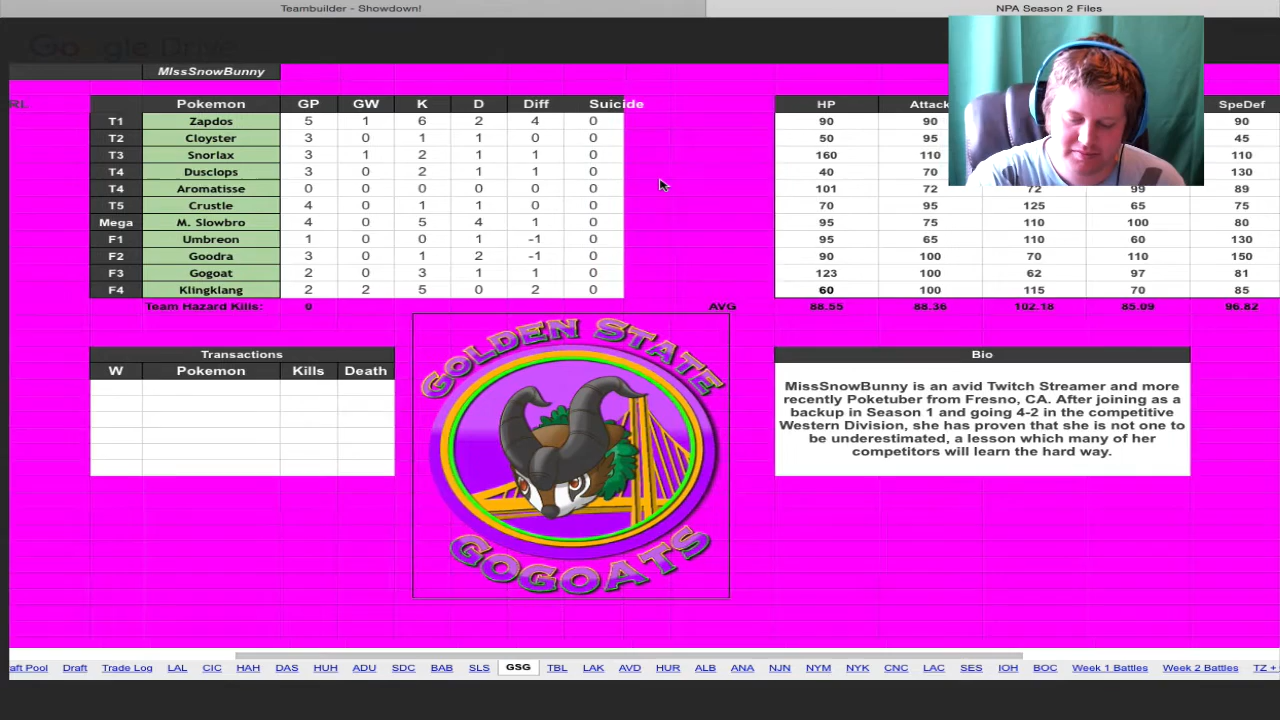 Teambuilder - Showdown!
NPA Season 2 Files
Google Drive
MIssSnowBunny
RL
Pokemon GP GW K D Diff Suicide
T1 Zapdos 5 1 6 2 4 0
T2 Cloyster 3 0 1 1 0 0
T3 Snorlax 3 1 2 1 1 0
T4 Dusclops 3 0 2 1 1 0
T4 Aromatisse 0 0 0 0 0 0
T5 Crustle 4 0 1 1 0 0
Mega M. Slowbro 4 0 5 4 1 0
F1 Umbreon 1 0 0 1 -1 0
F2 Goodra 3 0 1 2 -1 0
F3 Gogoat 2 0 3 1 1 0
F4 Klingklang 2 2 5 0 2 0
Team Hazard Kills: 0
HP Attack SpeDef
90 90 90
50 95 45
160 110 110
40 70 130
101 72 72 99 89
70 95 125 65 75
95 75 110 100 80
95 65 110 60 130
90 100 70 110 150
123 100 62 97 81
60 100 115 70 85
AVG 88.55 88.36 102.18 85.09 96.82
Transactions
W Pokemon Kills Death
GOLDEN STATE
GOGOATS
Bio
MissSnowBunny is an avid Twitch Streamer and more
recently Poketuber from Fresno, CA. After joining as a
backup in Season 1 and going 4-2 in the competitive
Western Division, she has proven that she is not one to
be underestimated, a lesson which many of her
competitors will learn the hard way.
aft Pool Draft Trade Log LAL CIC HAH DAS HUH ADU SDC BAB SLS GSG TBL LAK AVD HUR ALB ANA NJN NYM NYK CNC LAC SES IOH BOC Week 1 Battles Week 2 Battles TZ +